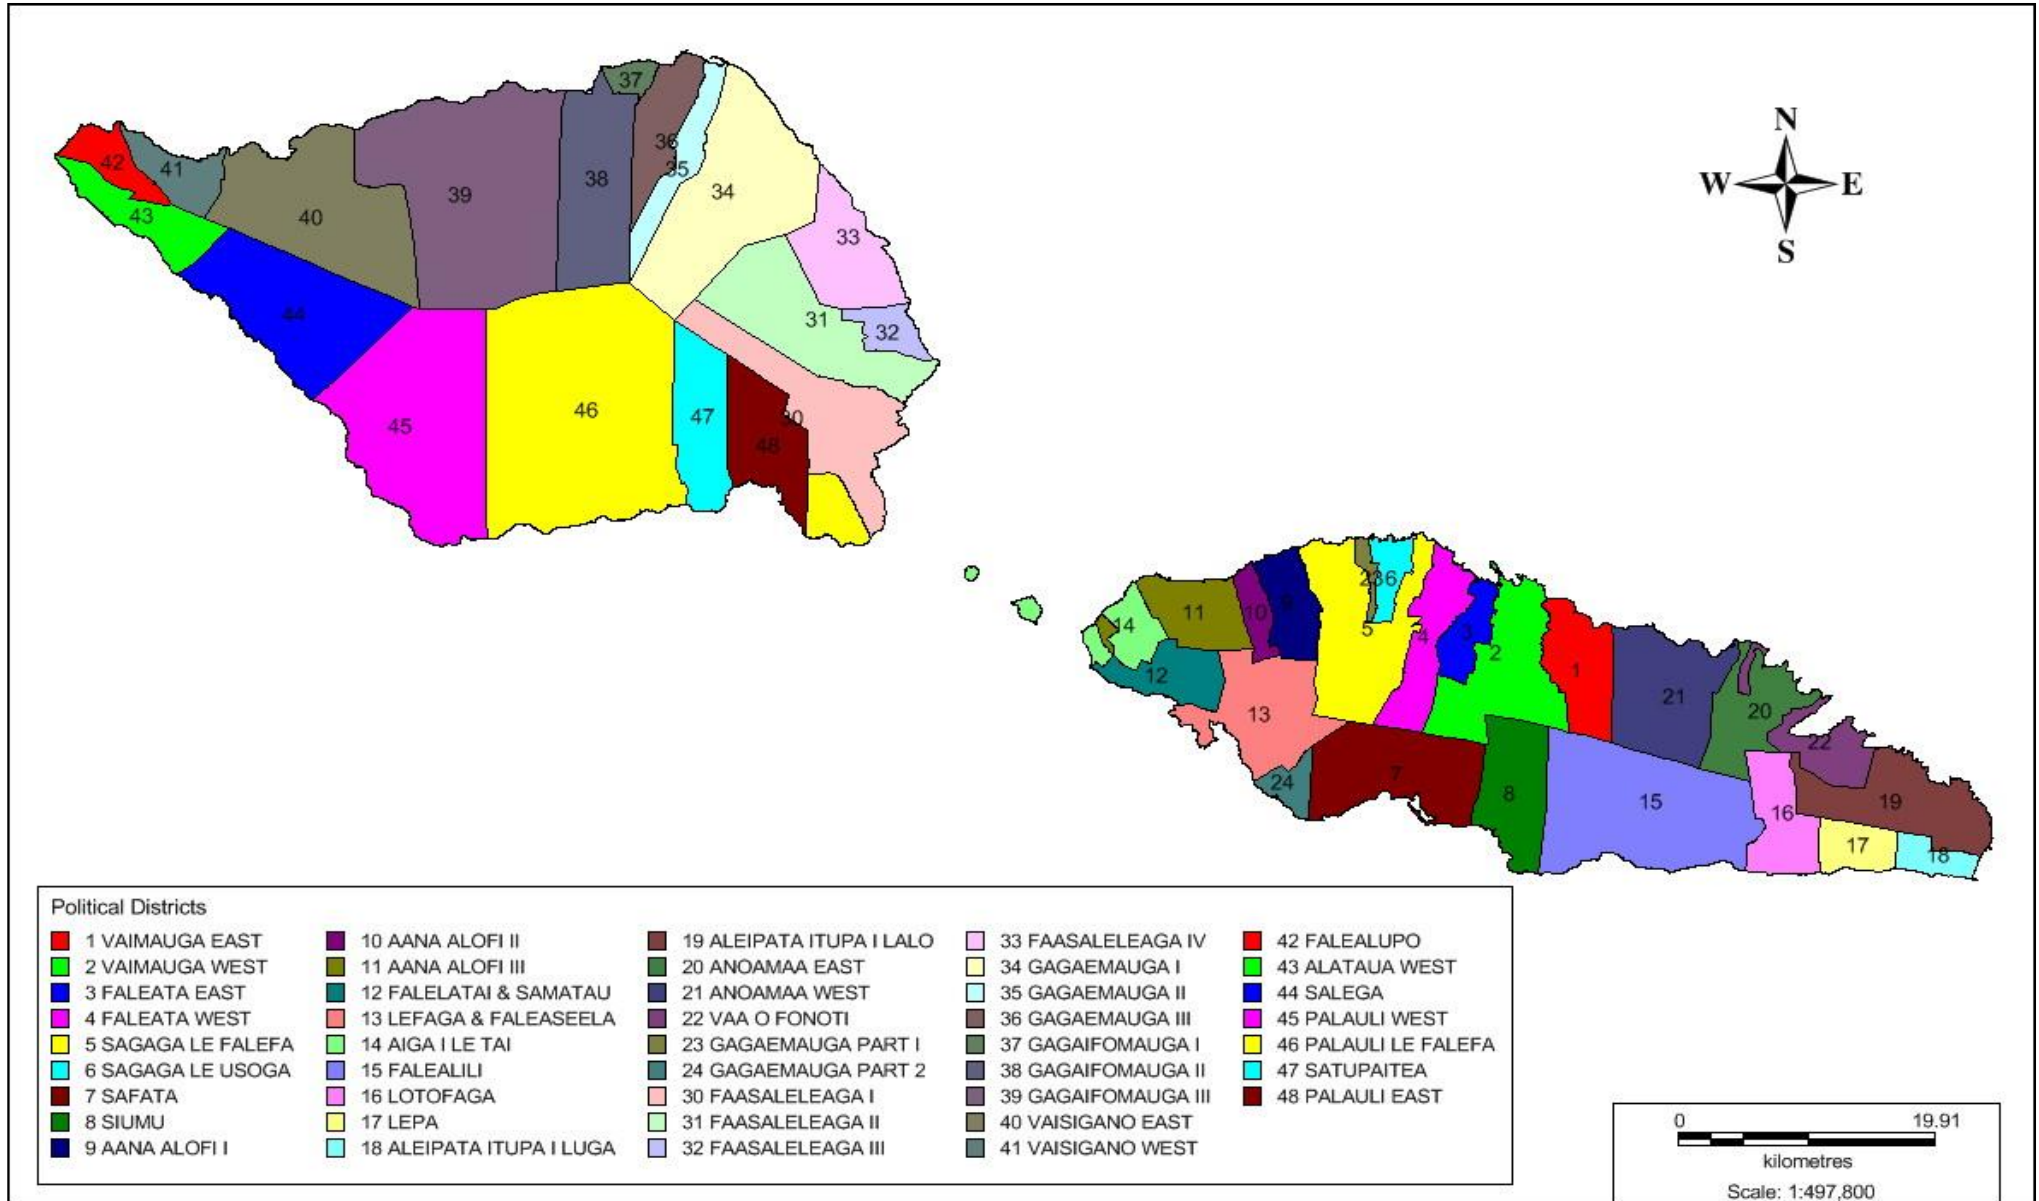 N
W E
S
37
42
41
36
35
38
34
39
40
43
33
44
31
32
46
47
30
45
48
236
14
11
10
9
5
4
3
2
1
12
21
13
20
22
24
7
8
15
16
19
17
18
Political Districts
1 VAIMAUGA EAST
2 VAIMAUGA WEST
3 FALEATA EAST
4 FALEATA WEST
5 SAGAGA LE FALEFA
6 SAGAGA LE USOGA
7 SAFATA
8 SIUMU
9 AANA ALOFI I
10 AANA ALOFI II
11 AANA ALOFI III
12 FALELATAI & SAMATAU
13 LEFAGA & FALEASEELA
14 AIGA I LE TAI
15 FALEALILI
16 LOTOFAGA
17 LEPA
18 ALEIPATA ITUPA I LUGA
19 ALEIPATA ITUPA I LALO
20 ANOAMAA EAST
21 ANOAMAA WEST
22 VAA O FONOTI
23 GAGAEMAUGA PART I
24 GAGAEMAUGA PART 2
30 FAASALELEAGA I
31 FAASALELEAGA II
32 FAASALELEAGA III
33 FAASALELEAGA IV
34 GAGAEMAUGA I
35 GAGAEMAUGA II
36 GAGAEMAUGA III
37 GAGAIFOMAUGA I
38 GAGAIFOMAUGA II
39 GAGAIFOMAUGA III
40 VAISIGANO EAST
41 VAISIGANO WEST
42 FALEALUPO
43 ALATAUA WEST
44 SALEGA
45 PALAULI WEST
46 PALAULI LE FALEFA
47 SATUPAITEA
48 PALAULI EAST
0 19.91
kilometres
Scale: 1:497,800